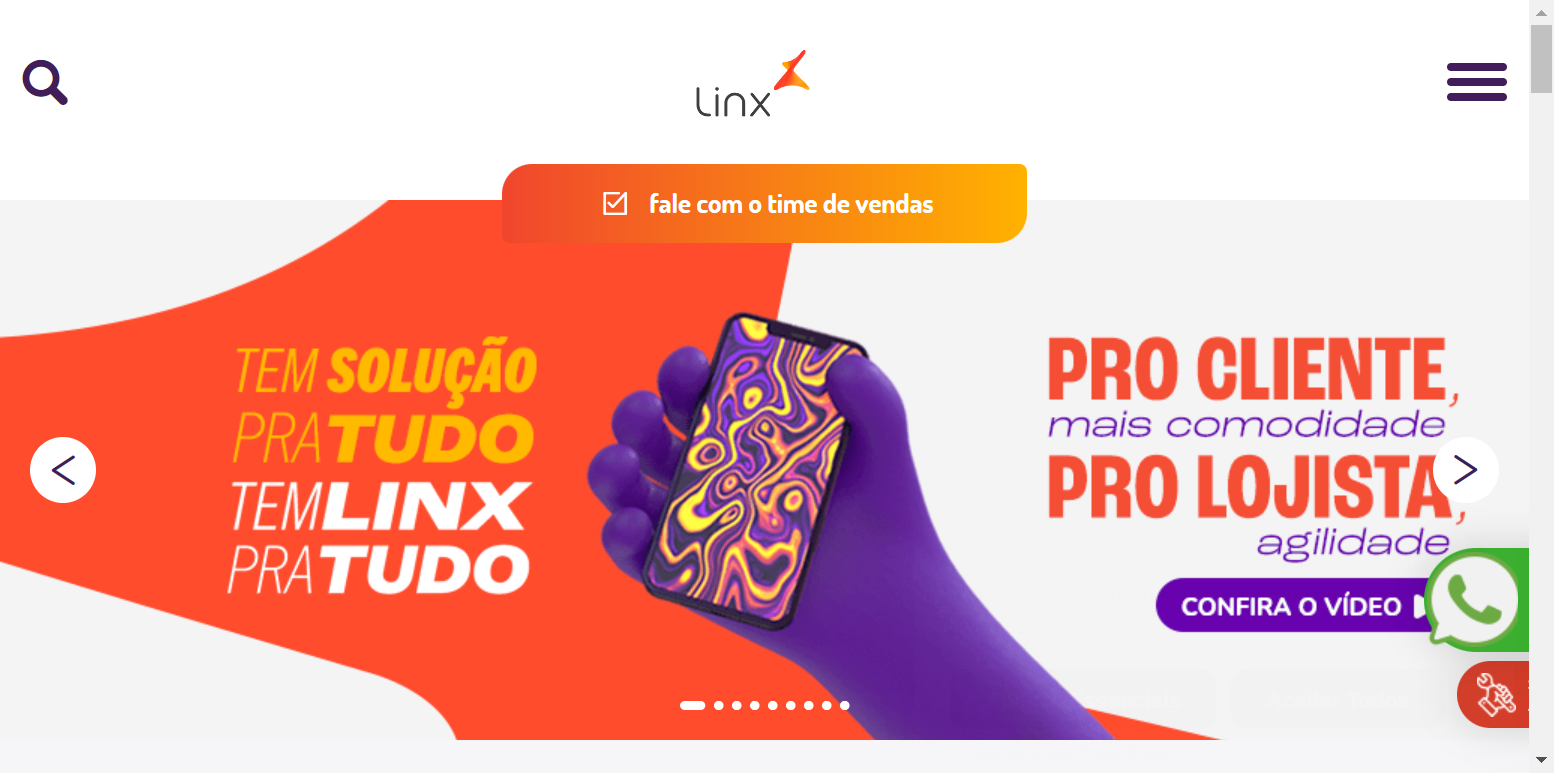 Linx
fale com o time de vendas
TEM SOLUÇÃO
PRA TUDO
TEM LINX
PRA TUDO
PRO CLIENTE,
mais comodidade
PRO LOJISTA,
agilidade
CONFIRA O VÍDEO